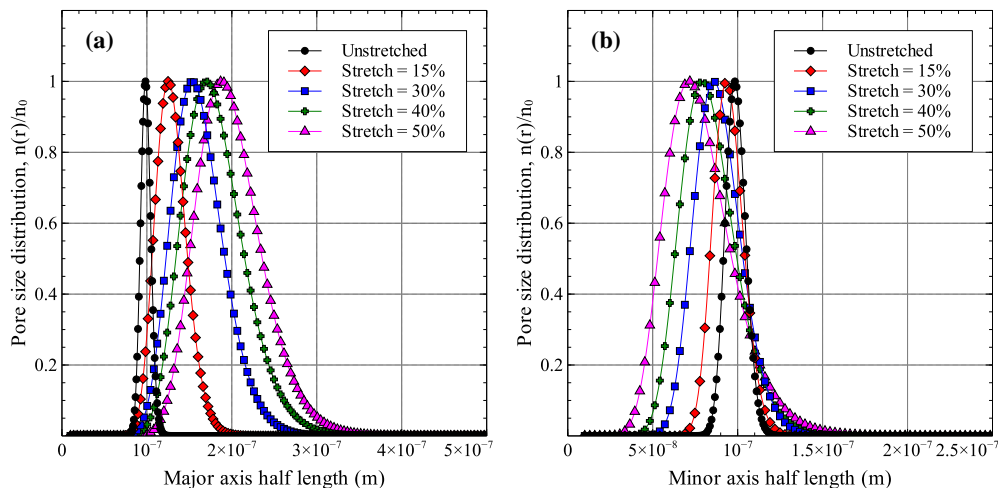 (a)
Unstretched
Stretch = 15%
Stretch = 30%
Stretch = 40%
Stretch = 50%
Pore size distribution, n(r)/n₀
1
0.8
0.6
0.4
0.2
0 10⁻⁷ 2×10⁻⁷ 3×10⁻⁷ 4×10⁻⁷ 5×10⁻⁷
Major axis half length (m)
(b)
Unstretched
Stretch = 15%
Stretch = 30%
Stretch = 40%
Stretch = 50%
Pore size distribution, n(r)/n₀
1
0.8
0.6
0.4
0.2
0 5×10⁻⁸ 10⁻⁷ 1.5×10⁻⁷ 2×10⁻⁷ 2.5×10⁻⁷
Minor axis half length (m)